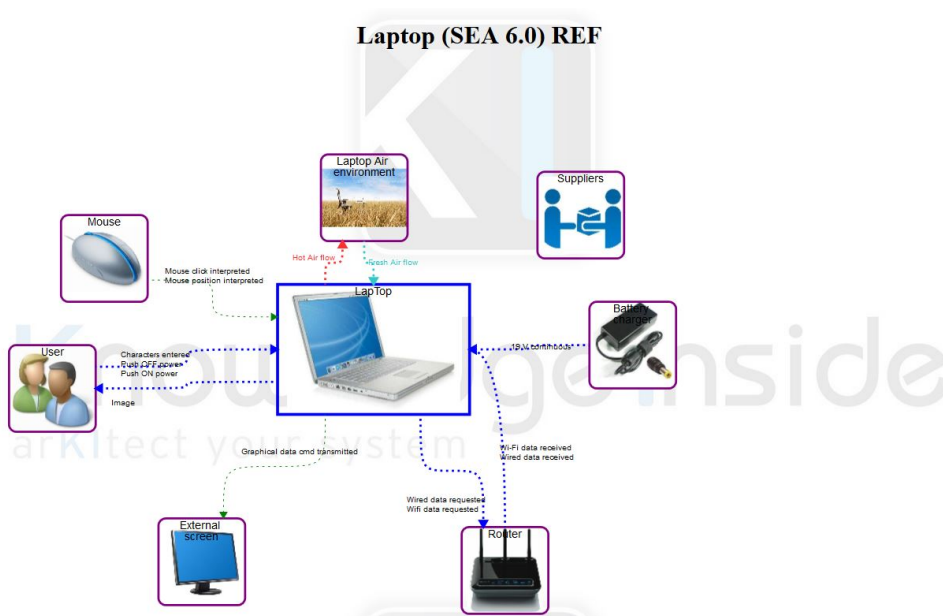 Laptop (SEA 6.0) REF
Laptop Air
environment
Suppliers
Mouse
Hot Air flow
Fresh Air flow
Mouse click interpreted
Mouse position interpreted
LapTop
Battery
charger
User
Characters entered
Push OFF power
Push ON power
19 V continuous
Image
Knowledge inside
arKItect your system
Graphical data cmd transmitted
Wi-Fi data received
Wired data received
Wired data requested
Wifi data requested
External
screen
Router